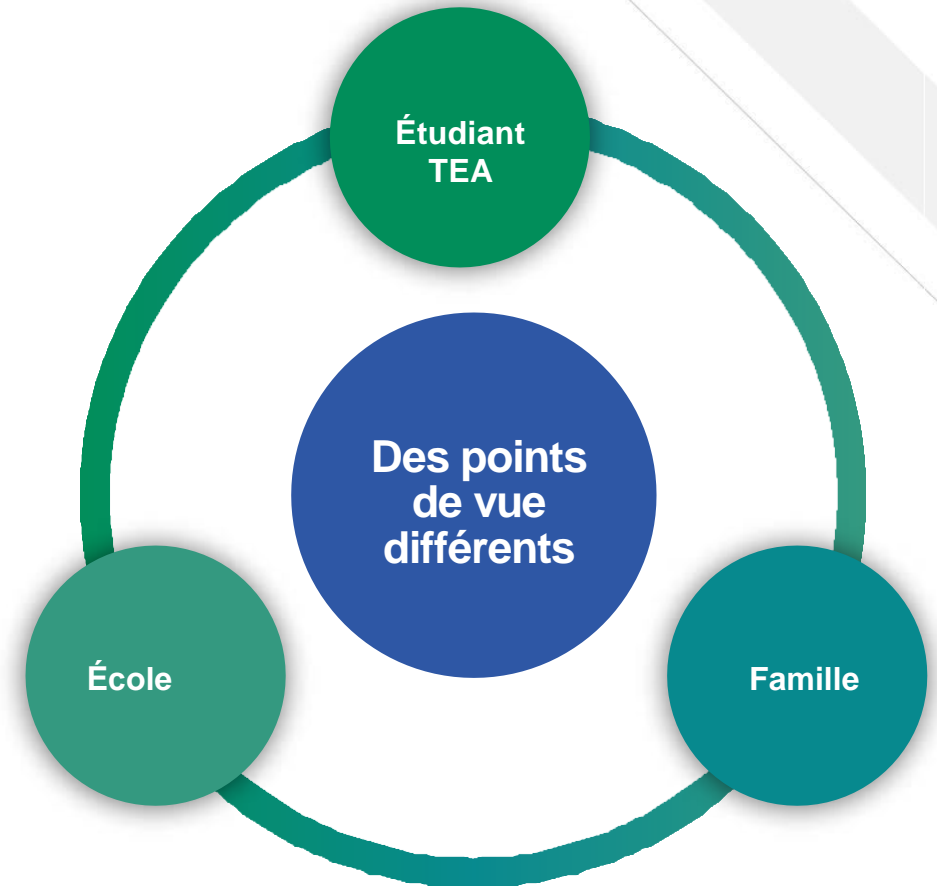 Étudiant
TEA
Des points
de vue
différents
École
Famille